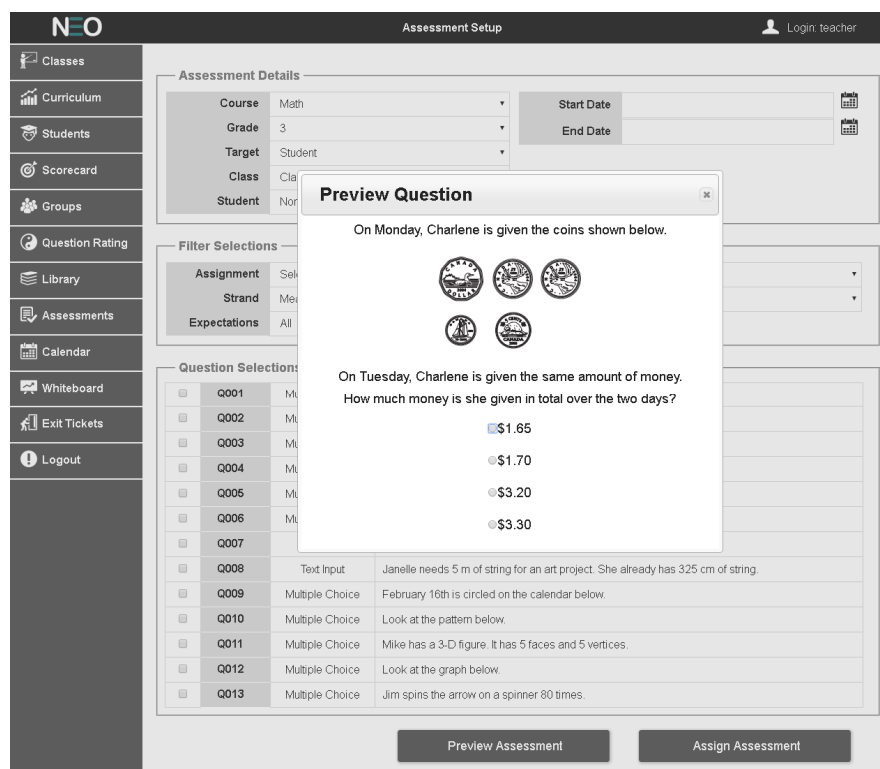 NEO
Assessment Setup
Login: teacher
Classes
Curriculum
Students
Scorecard
Groups
Question Rating
Library
Assessments
Calendar
Whiteboard
Exit Tickets
Logout
Assessment Details
Course Math
Grade 3
Target Student
Class Cla
Student Nor
Start Date
End Date
Filter Selections
Assignment Sele
Strand Mea
Expectations All
Question Selections
Q001 Mu
Q002 Mu
Q003 Mu
Q004 Mu
Q005 Mu
Q006 Mu
Q007
Q008 Text Input Janelle needs 5 m of string for an art project. She already has 325 cm of string.
Q009 Multiple Choice February 16th is circled on the calendar below.
Q010 Multiple Choice Look at the pattern below.
Q011 Multiple Choice Mike has a 3-D figure. It has 5 faces and 5 vertices.
Q012 Multiple Choice Look at the graph below.
Q013 Multiple Choice Jim spins the arrow on a spinner 80 times.
Preview Question
On Monday, Charlene is given the coins shown below.
CANADA
DOLLAR
CANADA
On Tuesday, Charlene is given the same amount of money.
How much money is she given in total over the two days?
$1.65
$1.70
$3.20
$3.30
Preview Assessment
Assign Assessment